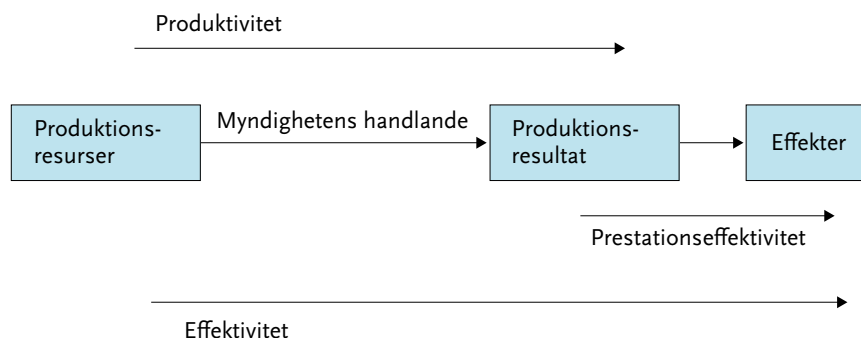 Produktivitet
Produktions-
resurser
Myndighetens handlande
Produktions-
resultat
Effekter
Prestationseffektivitet
Effektivitet